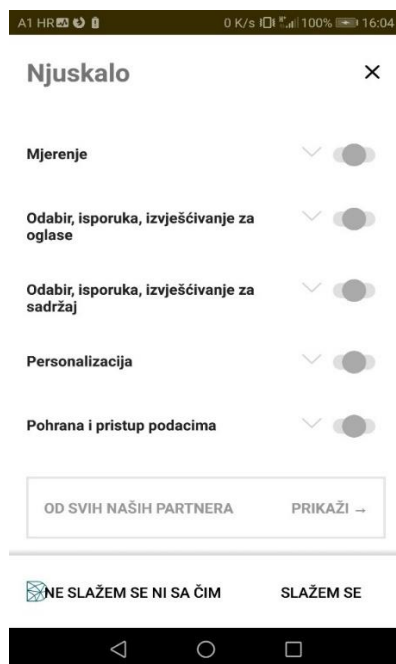 A1 HR 0 K/s 100% 16:04
Njuskalo
Mjerenje
Odabir, isporuka, izvješćivanje za
oglase
Odabir, isporuka, izvješćivanje za
sadržaj
Personalizacija
Pohrana i pristup podacima
OD SVIH NAŠIH PARTNERA PRIKAŽI →
NE SLAŽEM SE NI SA ČIM SLAŽEM SE